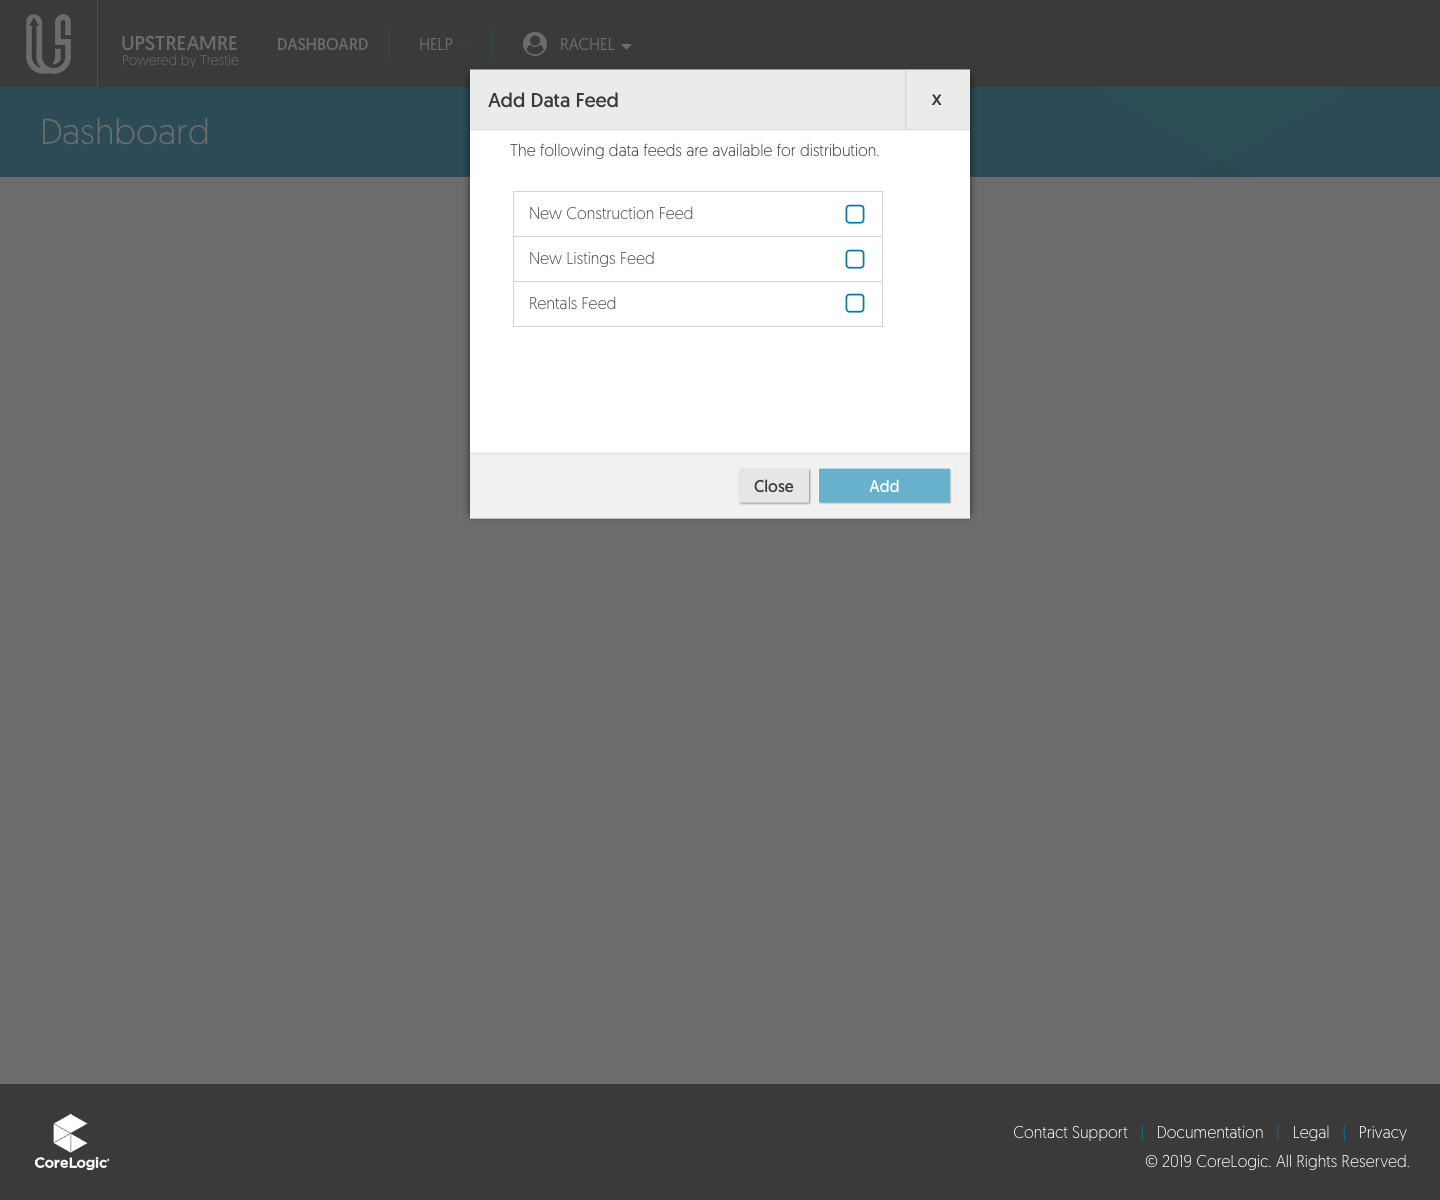 UPSTREAMRE
Powered by Trestle
DASHBOARD
HELP
RACHEL
Dashboard
Add Data Feed
x
The following data feeds are available for distribution.
New Construction Feed
New Listings Feed
Rentals Feed
Close
Add
CoreLogic
Contact Support | Documentation | Legal | Privacy
© 2019 CoreLogic. All Rights Reserved.